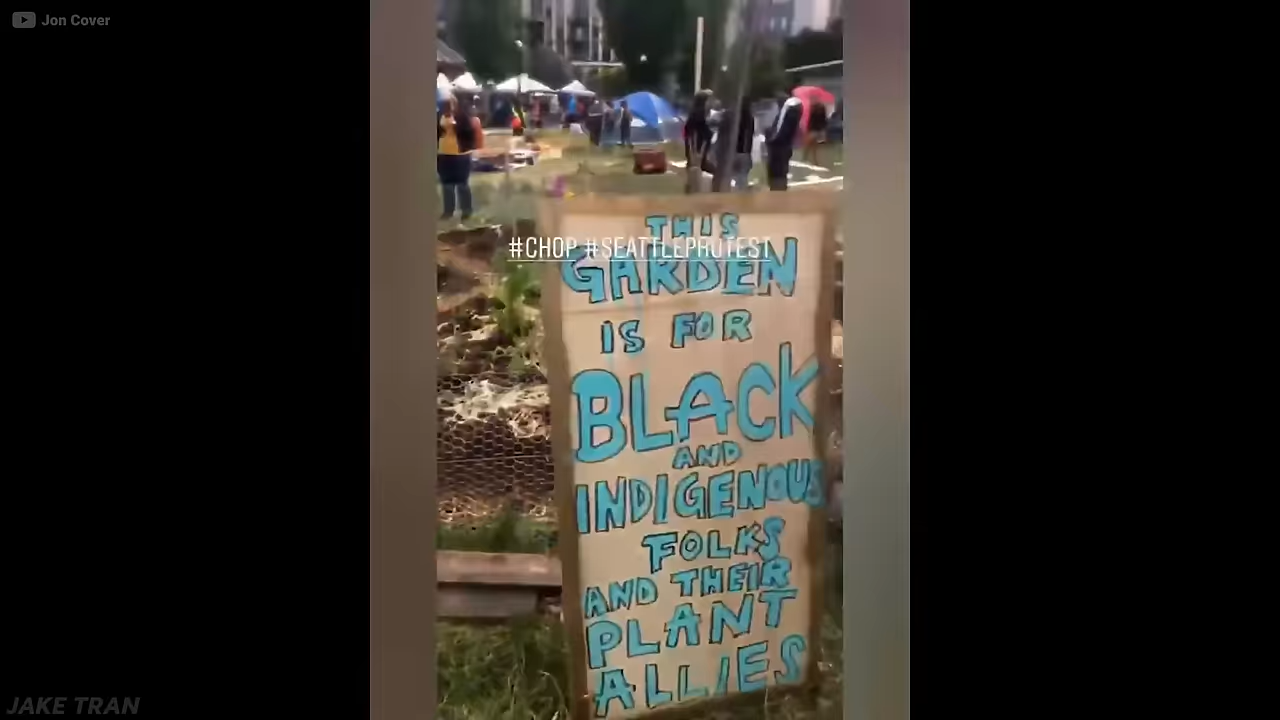 Jon Cover
THIS
#CHOP #SEATTLEPROTEST
GARDEN
IS FOR
BLACK
AND
INDIGENOUS
FOLKS
AND THEIR
PLANT
ALLIES
JAKE TRAN